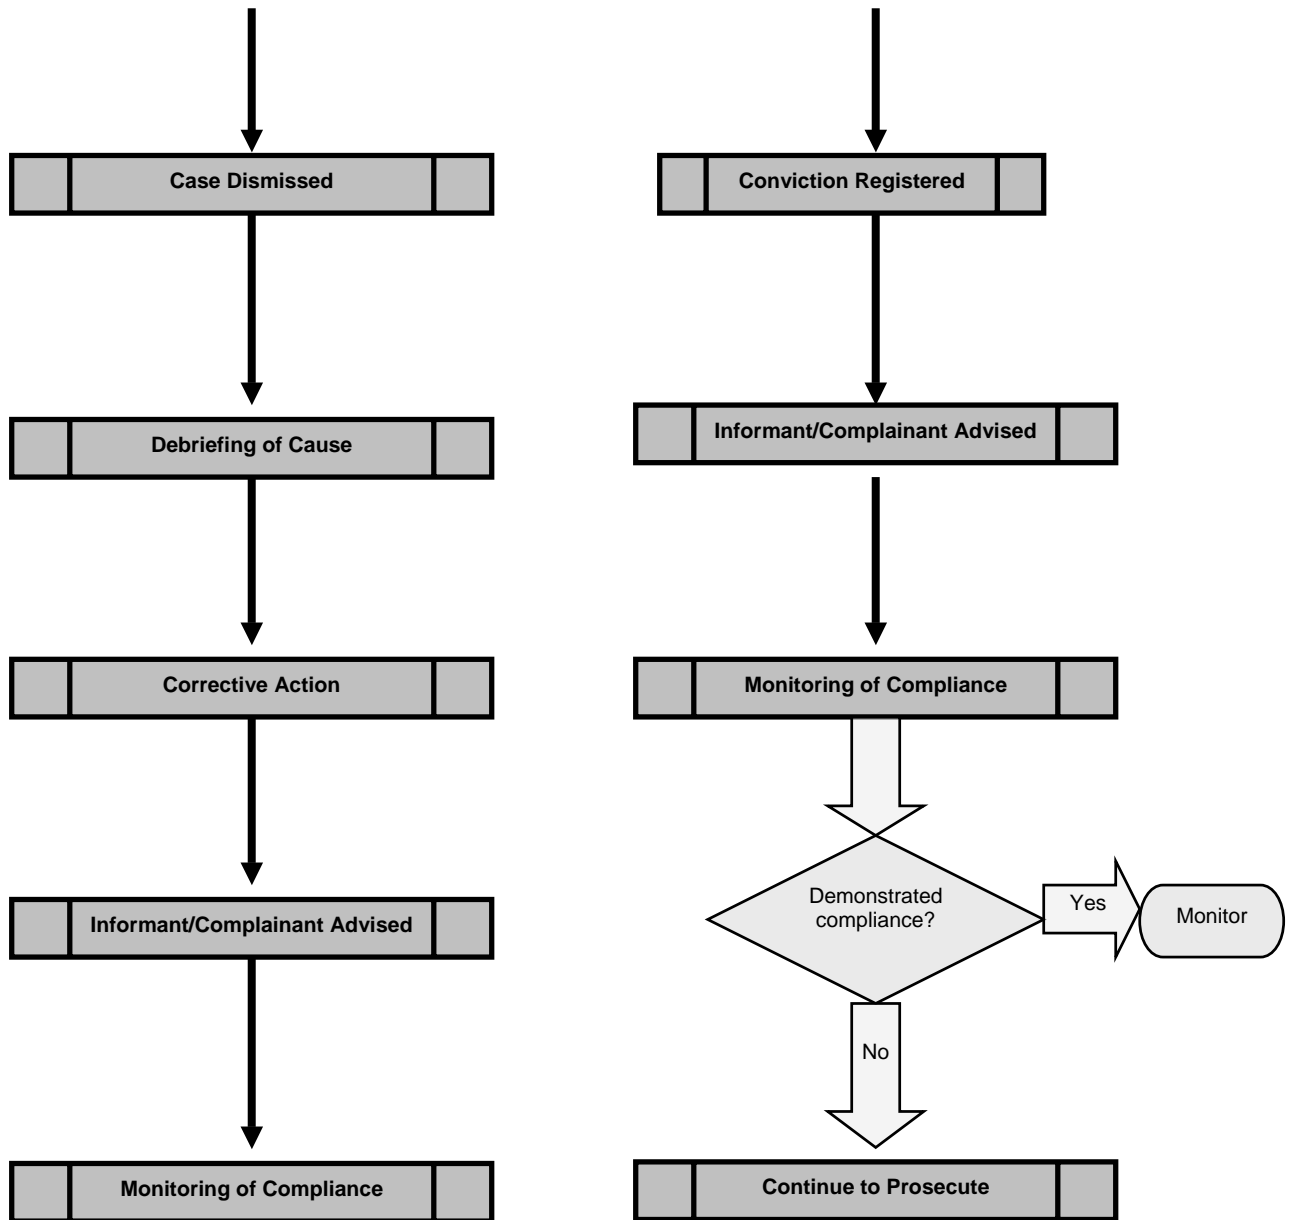 Case Dismissed
Debriefing of Cause
Corrective Action
Informant/Complainant Advised
Monitoring of Compliance
Conviction Registered
Informant/Complainant Advised
Monitoring of Compliance
Demonstrated
compliance?
Yes
Monitor
No
Continue to Prosecute